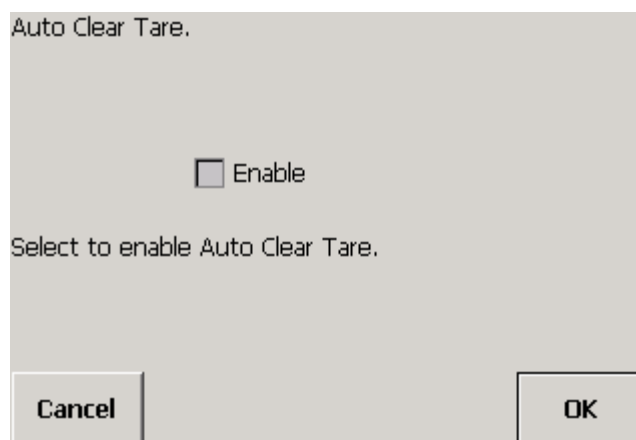 Auto Clear Tare.
Enable
Select to enable Auto Clear Tare.
Cancel
OK